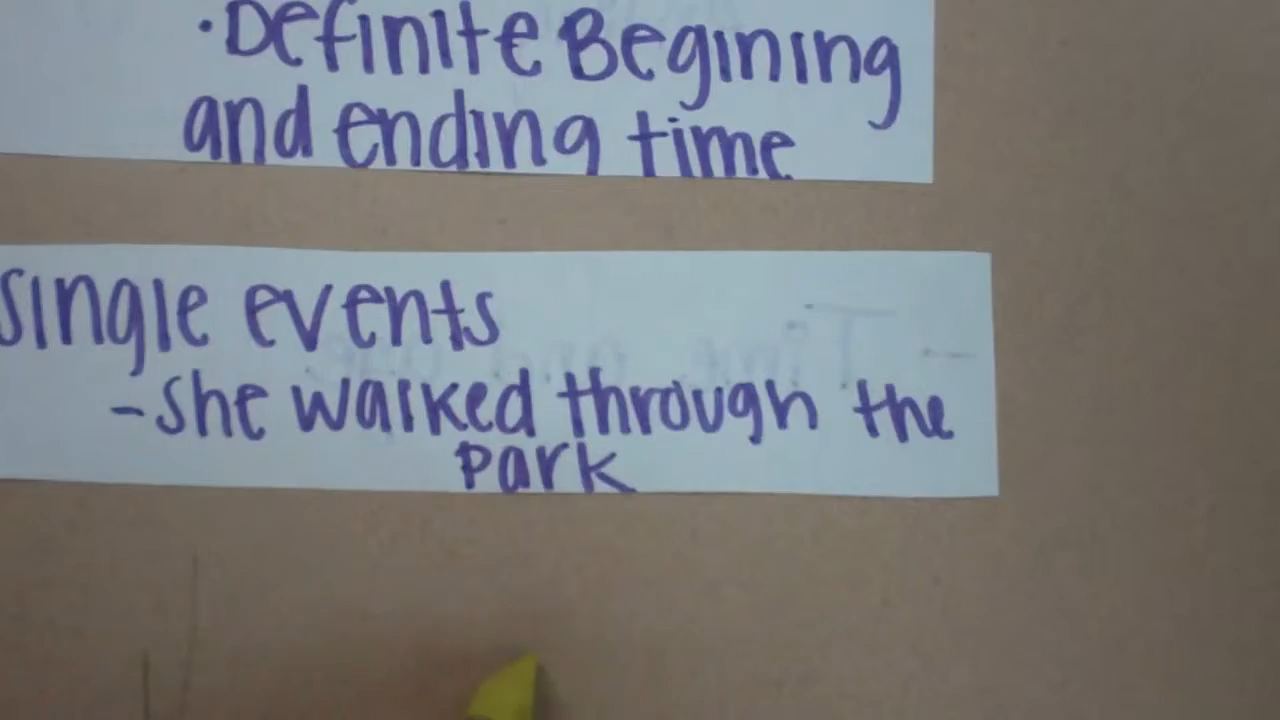 ·Definite Begining
and ending time
single events
-She walked through the
park